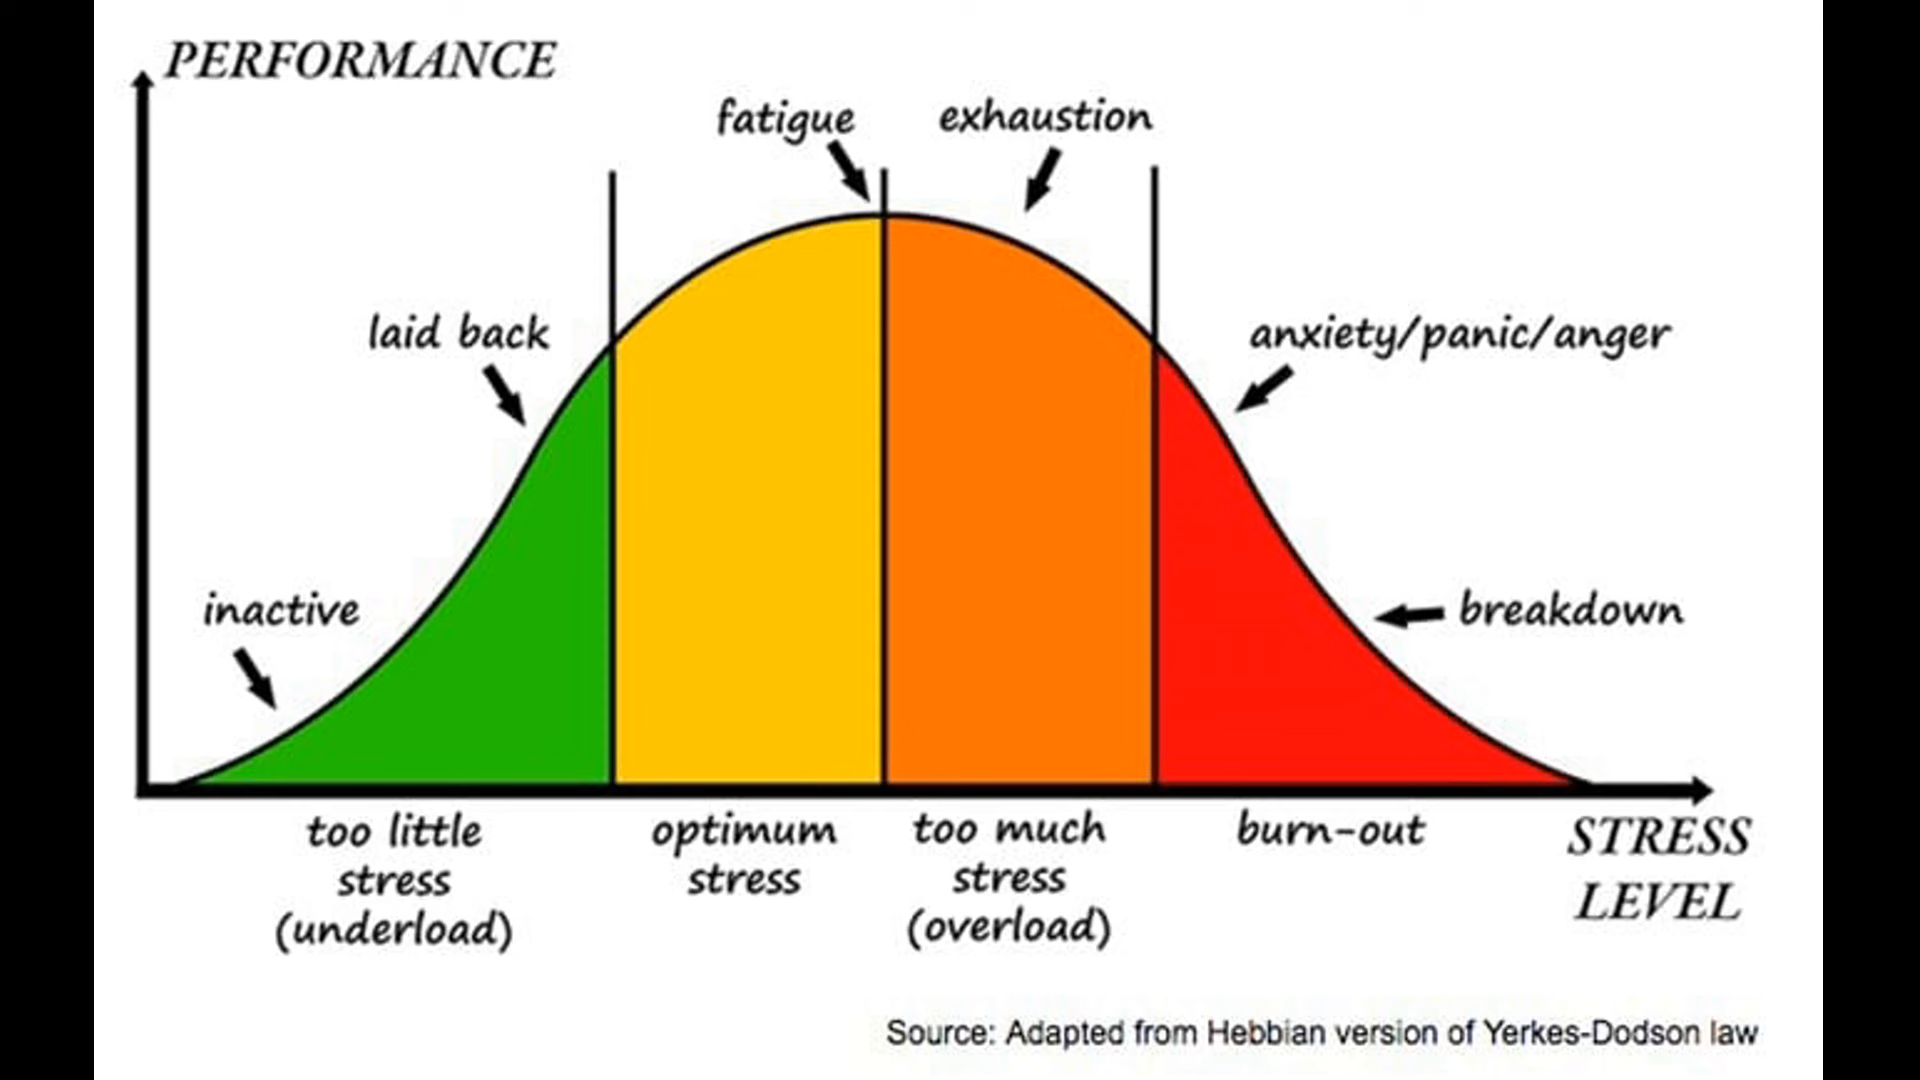 PERFORMANCE
fatigue
exhaustion
laid back
anxiety/panic/anger
inactive
breakdown
too little
stress
(underload)
optimum
stress
too much
stress
(overload)
burn-out
STRESS
LEVEL
Source: Adapted from Hebbian version of Yerkes-Dodson law